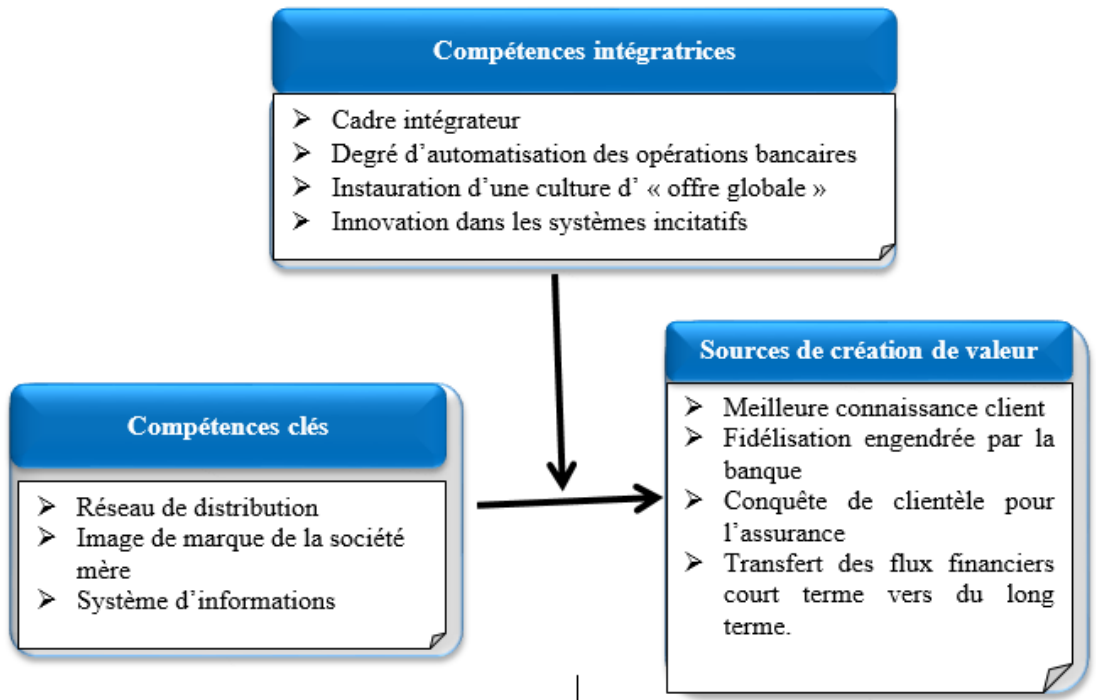 Compétences intégratrices
➢ Cadre intégrateur
➢ Degré d’automatisation des opérations bancaires
➢ Instauration d’une culture d’ « offre globale »
➢ Innovation dans les systèmes incitatifs
Compétences clés
➢ Réseau de distribution
➢ Image de marque de la société
mère
➢ Système d’informations
Sources de création de valeur
➢ Meilleure connaissance client
➢ Fidélisation engendrée par la
banque
➢ Conquête de clientèle pour
l’assurance
➢ Transfert des flux financiers
court terme vers du long
terme.